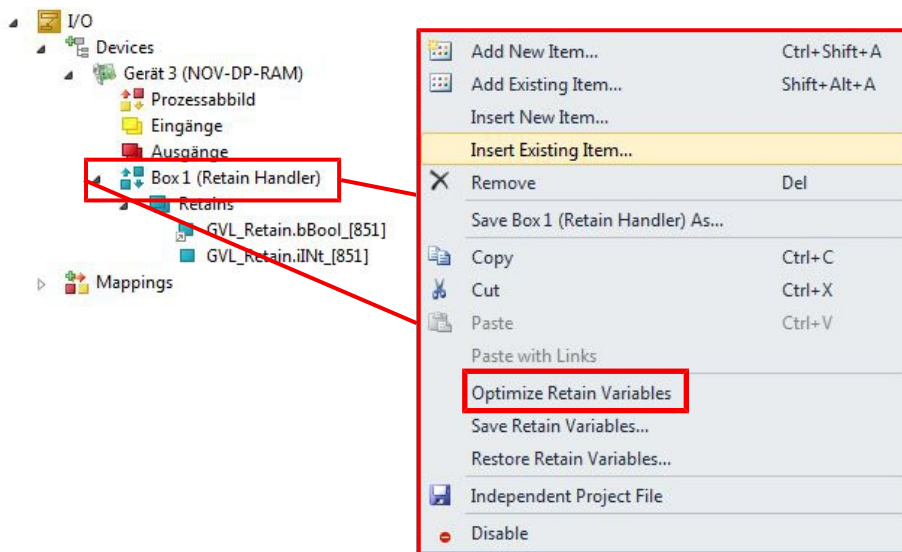 I/O
Devices
Gerät 3 (NOV-DP-RAM)
Prozessabbild
Eingänge
Ausgänge
Box 1 (Retain Handler)
Retains
GVL_Retain.bBool_[851]
GVL_Retain.iINt_[851]
Mappings
Add New Item... Ctrl+Shift+A
Add Existing Item... Shift+Alt+A
Insert New Item...
Insert Existing Item...
Remove Del
Save Box 1 (Retain Handler) As...
Copy Ctrl+C
Cut Ctrl+X
Paste Ctrl+V
Paste with Links
Optimize Retain Variables
Save Retain Variables...
Restore Retain Variables...
Independent Project File
Disable